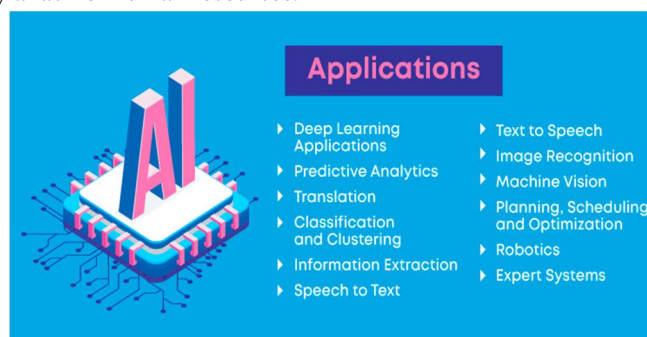 Applications
AI
Deep Learning
Applications
Predictive Analytics
Translation
Classification
and Clustering
Information Extraction
Speech to Text
Text to Speech
Image Recognition
Machine Vision
Planning, Scheduling
and Optimization
Robotics
Expert Systems